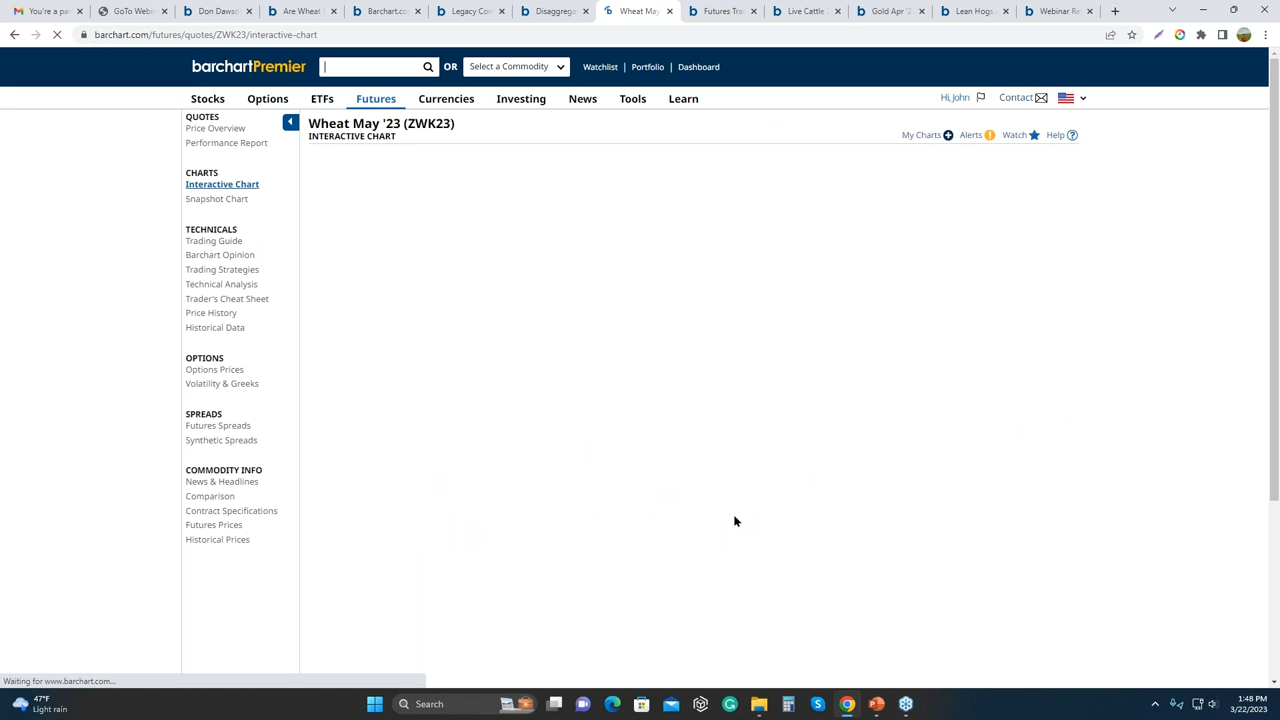 You're a pa
GoTo Webi
Don Dawso
Are Wheat
Barchart.co
Legacy Com
Disaggrega
Wheat May
Futures Tra
Live Cattle
Gold Apr '2
Lean Hogs
Webinar Re
barchart.com/futures/quotes/ZWK23/interactive-chart
barchartPremier OR Select a Commodity Watchlist | Portfolio | Dashboard
Stocks Options ETFs Futures Currencies Investing News Tools Learn Hi, John Contact
QUOTES
Price Overview
Performance Report
CHARTS
Interactive Chart
Snapshot Chart
TECHNICALS
Trading Guide
Barchart Opinion
Trading Strategies
Technical Analysis
Trader's Cheat Sheet
Price History
Historical Data
OPTIONS
Options Prices
Volatility & Greeks
SPREADS
Futures Spreads
Synthetic Spreads
COMMODITY INFO
News & Headlines
Comparison
Contract Specifications
Futures Prices
Historical Prices
Wheat May '23 (ZWK23)
INTERACTIVE CHART
My Charts Alerts Watch Help
Waiting for www.barchart.com...
47°F
Light rain
Search
1:48 PM
3/22/2023